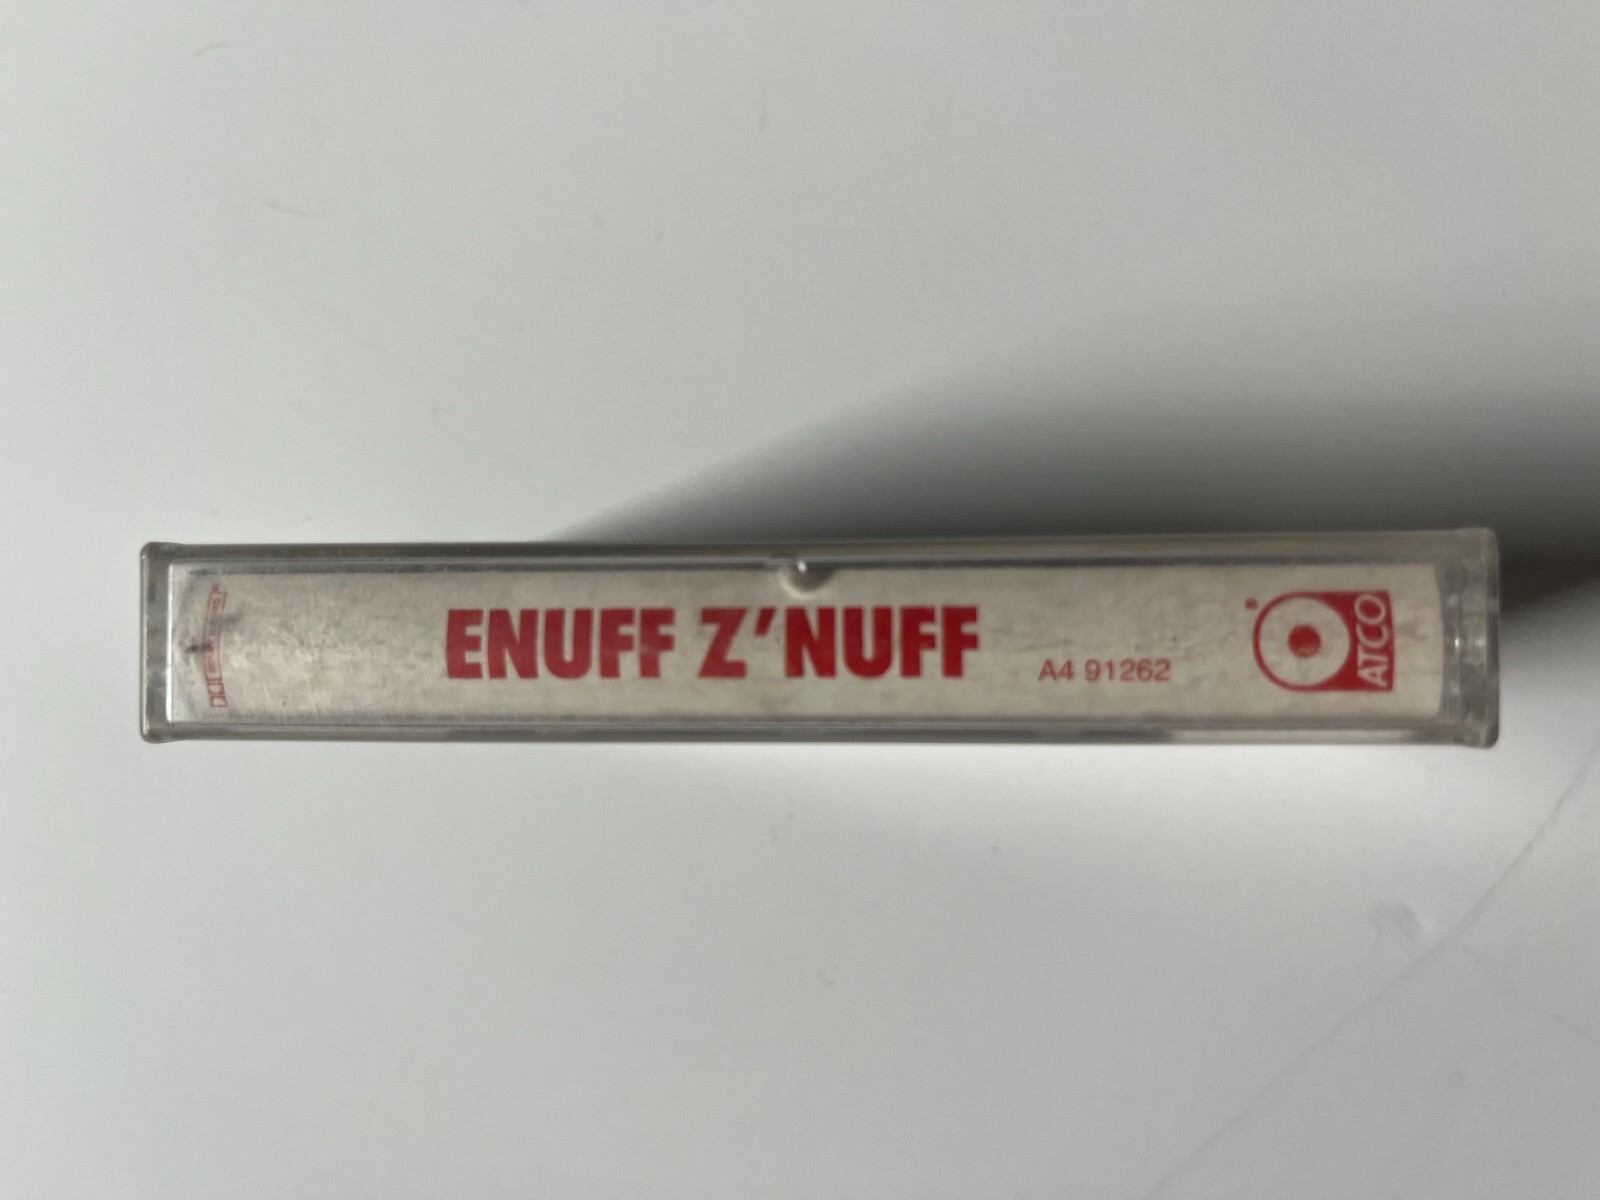 ENUFF Z'NUFF
A4 91262
ATCO
®